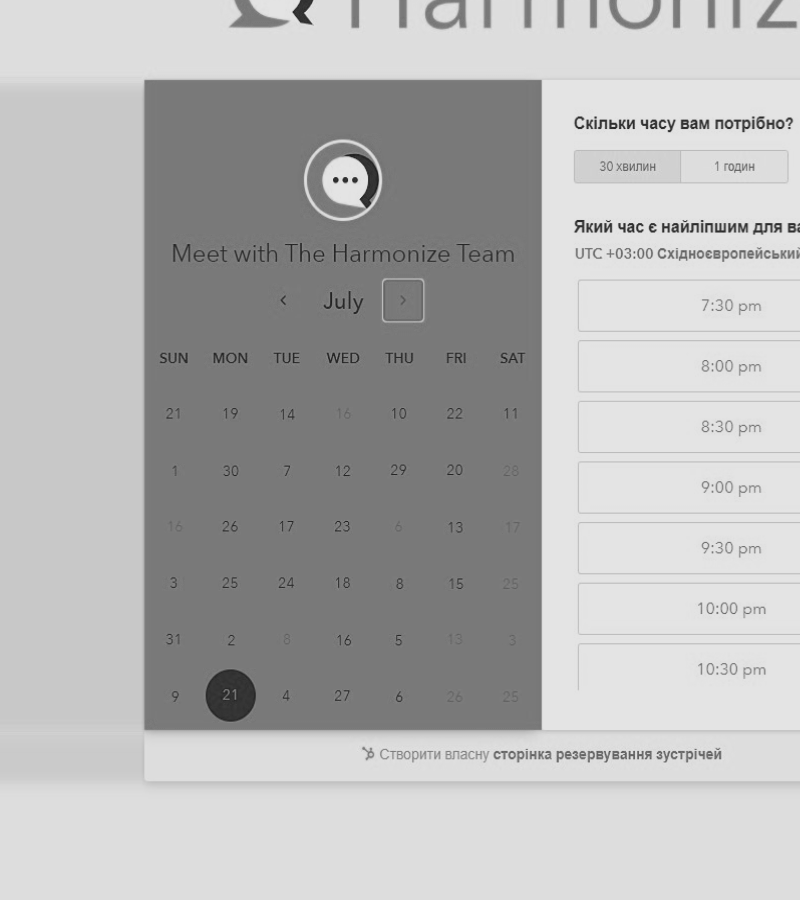 Harmoniz
Meet with The Harmonize Team
‹ July ›
SUN MON TUE WED THU FRI SAT
21 19 14 16 10 22 11
1 30 7 12 29 20 28
16 26 17 23 6 13 17
3 25 24 18 8 15 25
31 2 8 16 5 13 3
9 21 4 27 6 26 25
Скільки часу вам потрібно?
30 хвилин 1 годин
Який час є найліпшим для ва
UTC +03:00 Східноєвропейський
7:30 pm
8:00 pm
8:30 pm
9:00 pm
9:30 pm
10:00 pm
10:30 pm
Створити власну сторінка резервування зустрічей